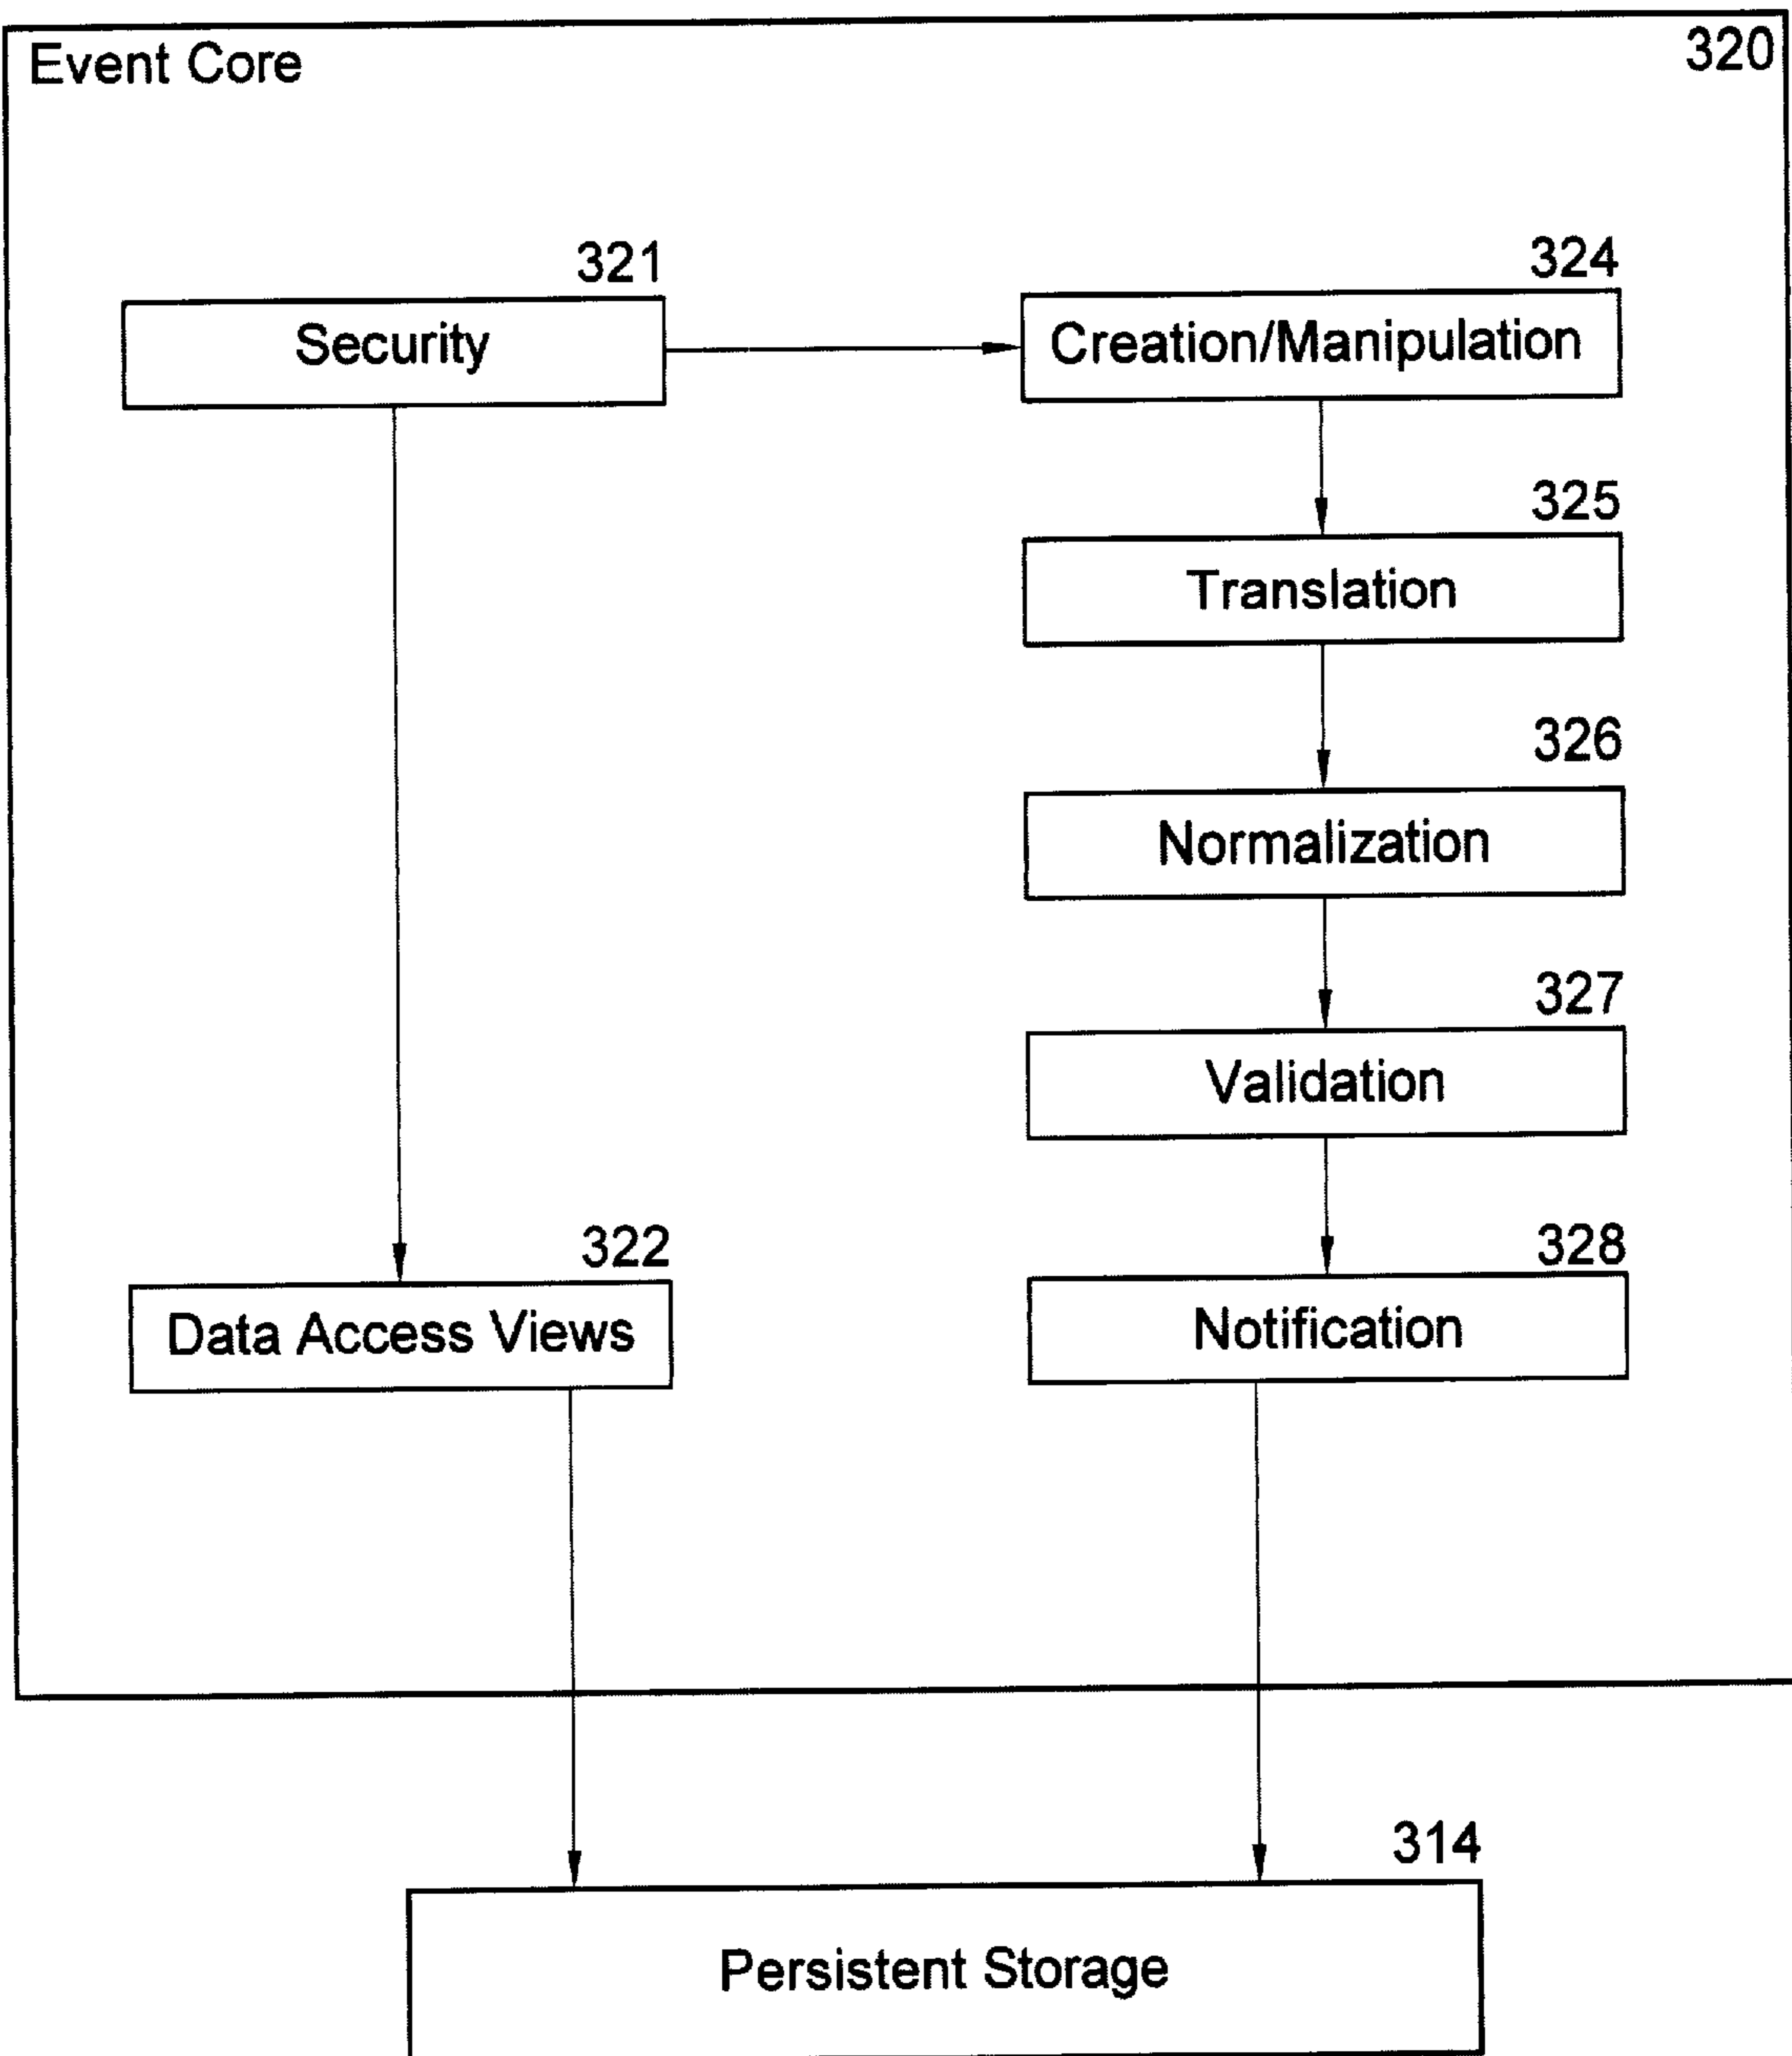 Event Core 320
321
Security
324
Creation/Manipulation
325
Translation
326
Normalization
327
Validation
322
Data Access Views
328
Notification
314
Persistent Storage